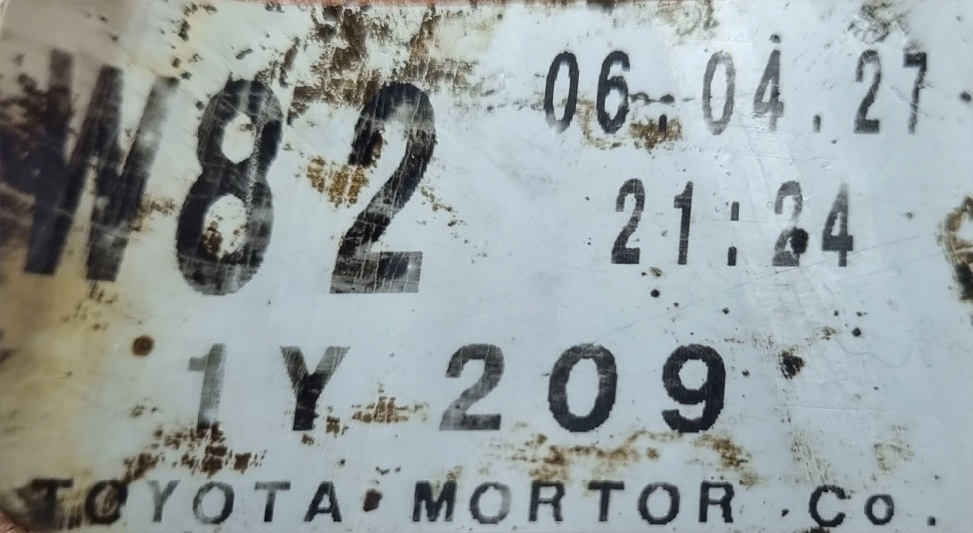 W82
06.04.27
21:24
1Y 209
TOYOTA MORTOR Co.